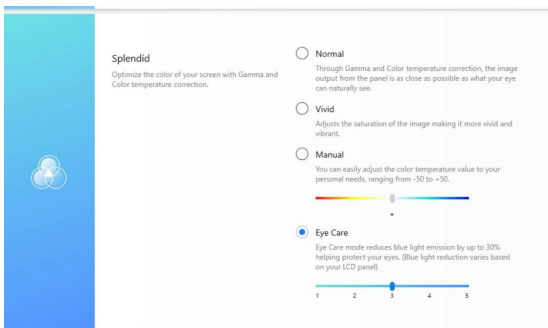 Splendid
Optimize the color of your screen with Gamma and
Color temperature correction.
Normal
Through Gamma and Color temperature correction, the image
output from the panel is as close as possible as what your eye
can naturally see.
Vivid
Adjusts the saturation of the image making it more vivid and
vibrant.
Manual
You can easily adjust the color temperature value to your
personal needs, ranging from -50 to +50.
Eye Care
Eye Care mode reduces blue light emission by up to 30%
helping protect your eyes. (Blue light reduction varies based
on your LCD panel)
1 2 3 4 5